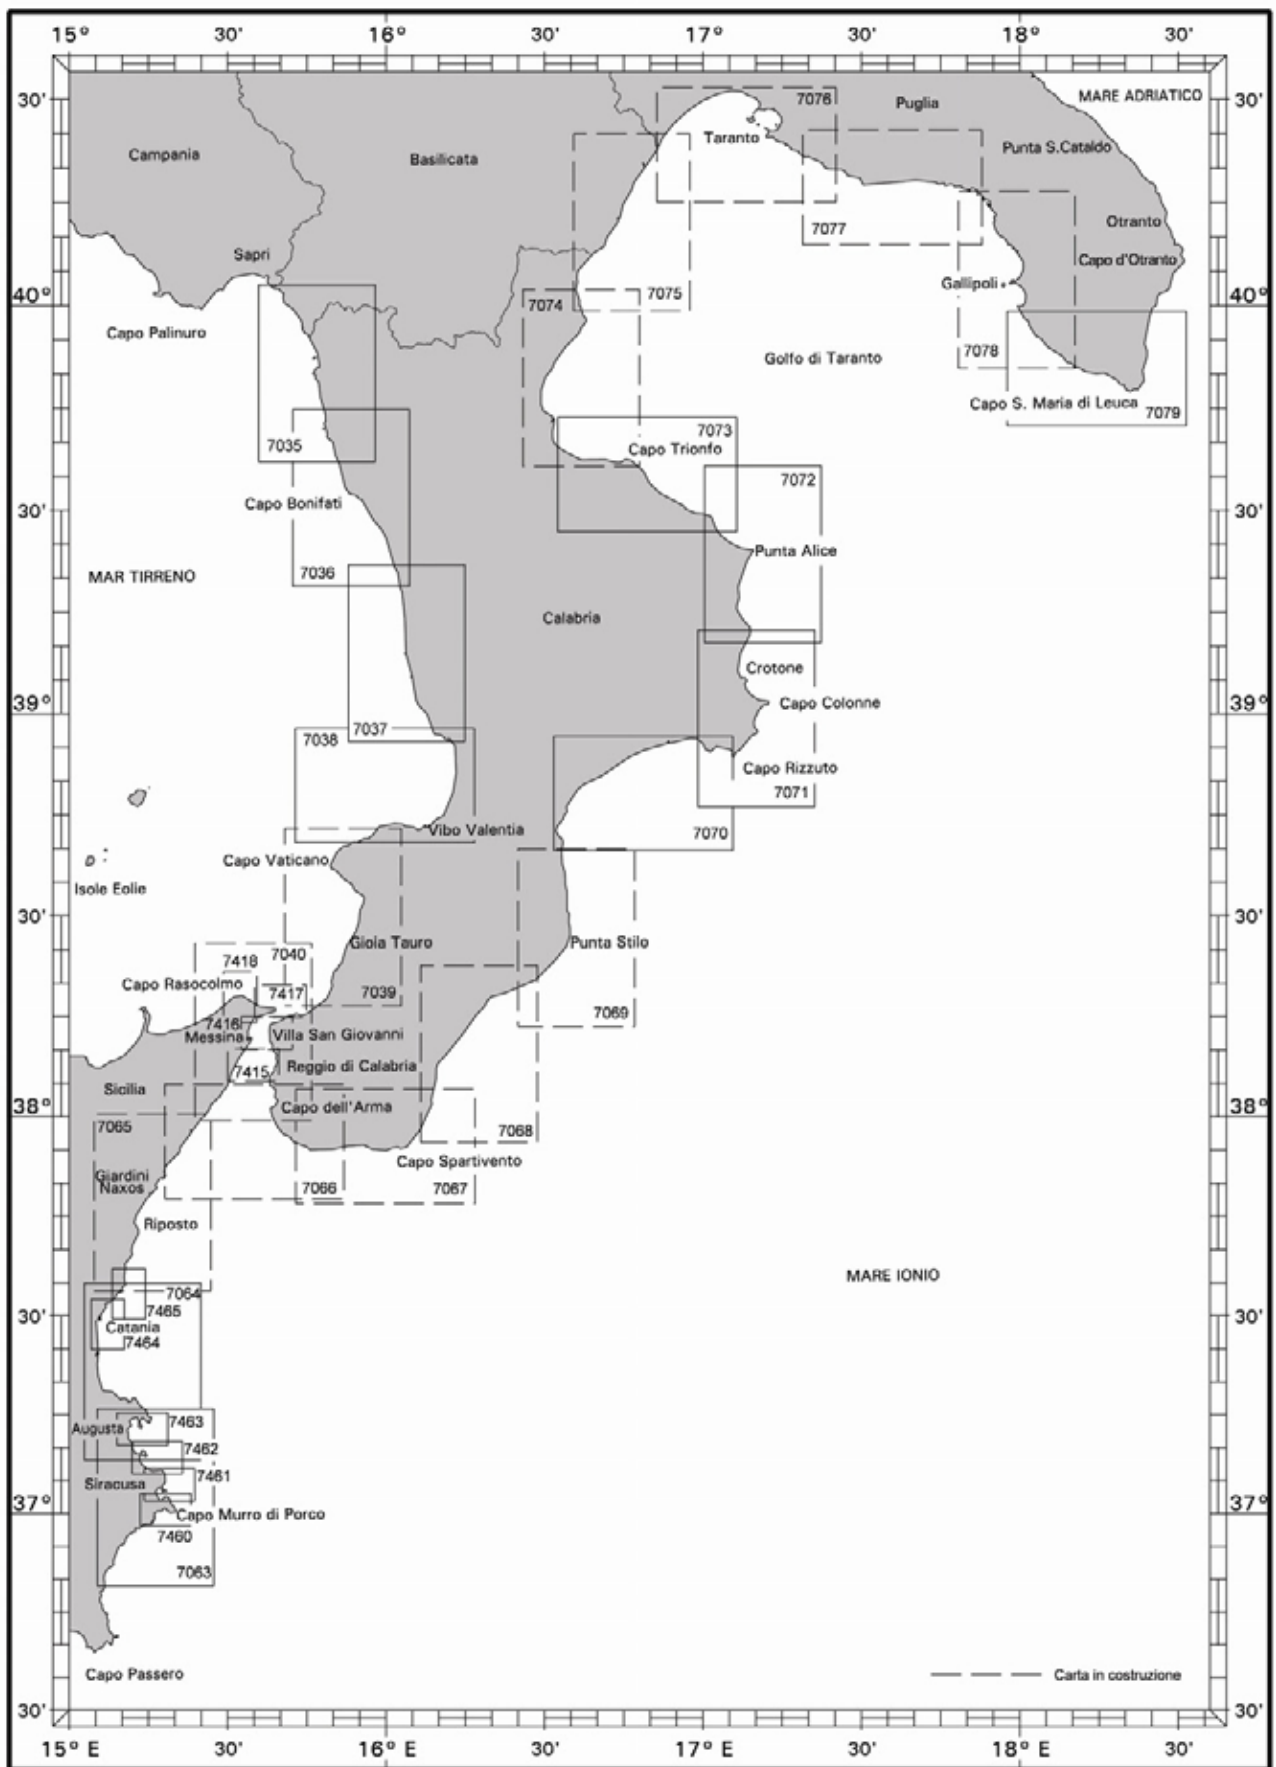 15° 30' 16° 30' 17° 30' 18° 30'
30' 30'
MARE ADRIATICO
7076
Puglia
Taranto
Punta S.Cataldo
Campania
Basilicata
Otranto
7077
Sapri
Capo d'Otranto
Gallipoli
40° 40°
7074
7075
Capo Palinuro
7078
Golfo di Taranto
Capo S. Maria di Leuca
7079
7073
7035
Capo Trionfo
7072
Capo Bonifati
30' 30'
Punta Alice
7036
MAR TIRRENO
Calabria
Crotone
39° 39°
Capo Colonne
7037
7038
Capo Rizzuto
7071
Vibo Valentia
7070
Capo Vaticano
Isole Eolie
30' 30'
Gioia Tauro
Punta Stilo
7040
7418
Capo Rasocolmo
7417
7039
7069
7416
Messina
Villa San Giovanni
Reggio di Calabria
7415
Sicilia
38° 38°
Capo dell'Arma
7065
7068
Capo Spartivento
Giardini
Naxos
7066
7067
Riposto
MARE IONIO
7064
7465
30' 30'
Catania
7464
7463
Augusta
7462
7461
Siracusa
37° 37°
Capo Murro di Porco
7460
7063
Capo Passero
Carta in costruzione
30' 30'
15° E 30' 16° E 30' 17° E 30' 18° E 30'